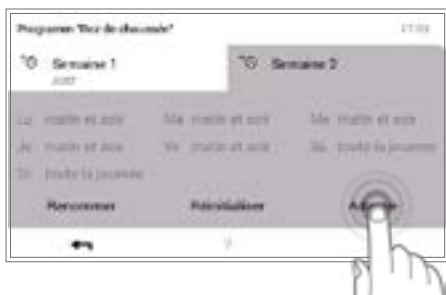 Programme "Rez de chaussée" 17:03
Semaine 1 Semaine 2
actif
Lu matin et soir Ma matin et soir Me matin et soir
Je matin et soir Ve matin et soir Sa toute la journée
Di toute la journée
Renommer Réinitialiser
?